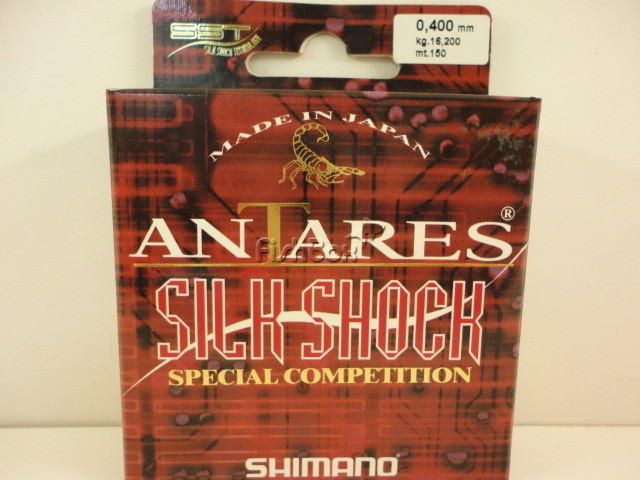 SST
SILK SHOCK TECHNOLOGY
0,400 mm
kg.16,200
mt.150
MADE IN JAPAN
ANTARES®
FishBox
SILK SHOCK
SPECIAL COMPETITION
SHIMANO